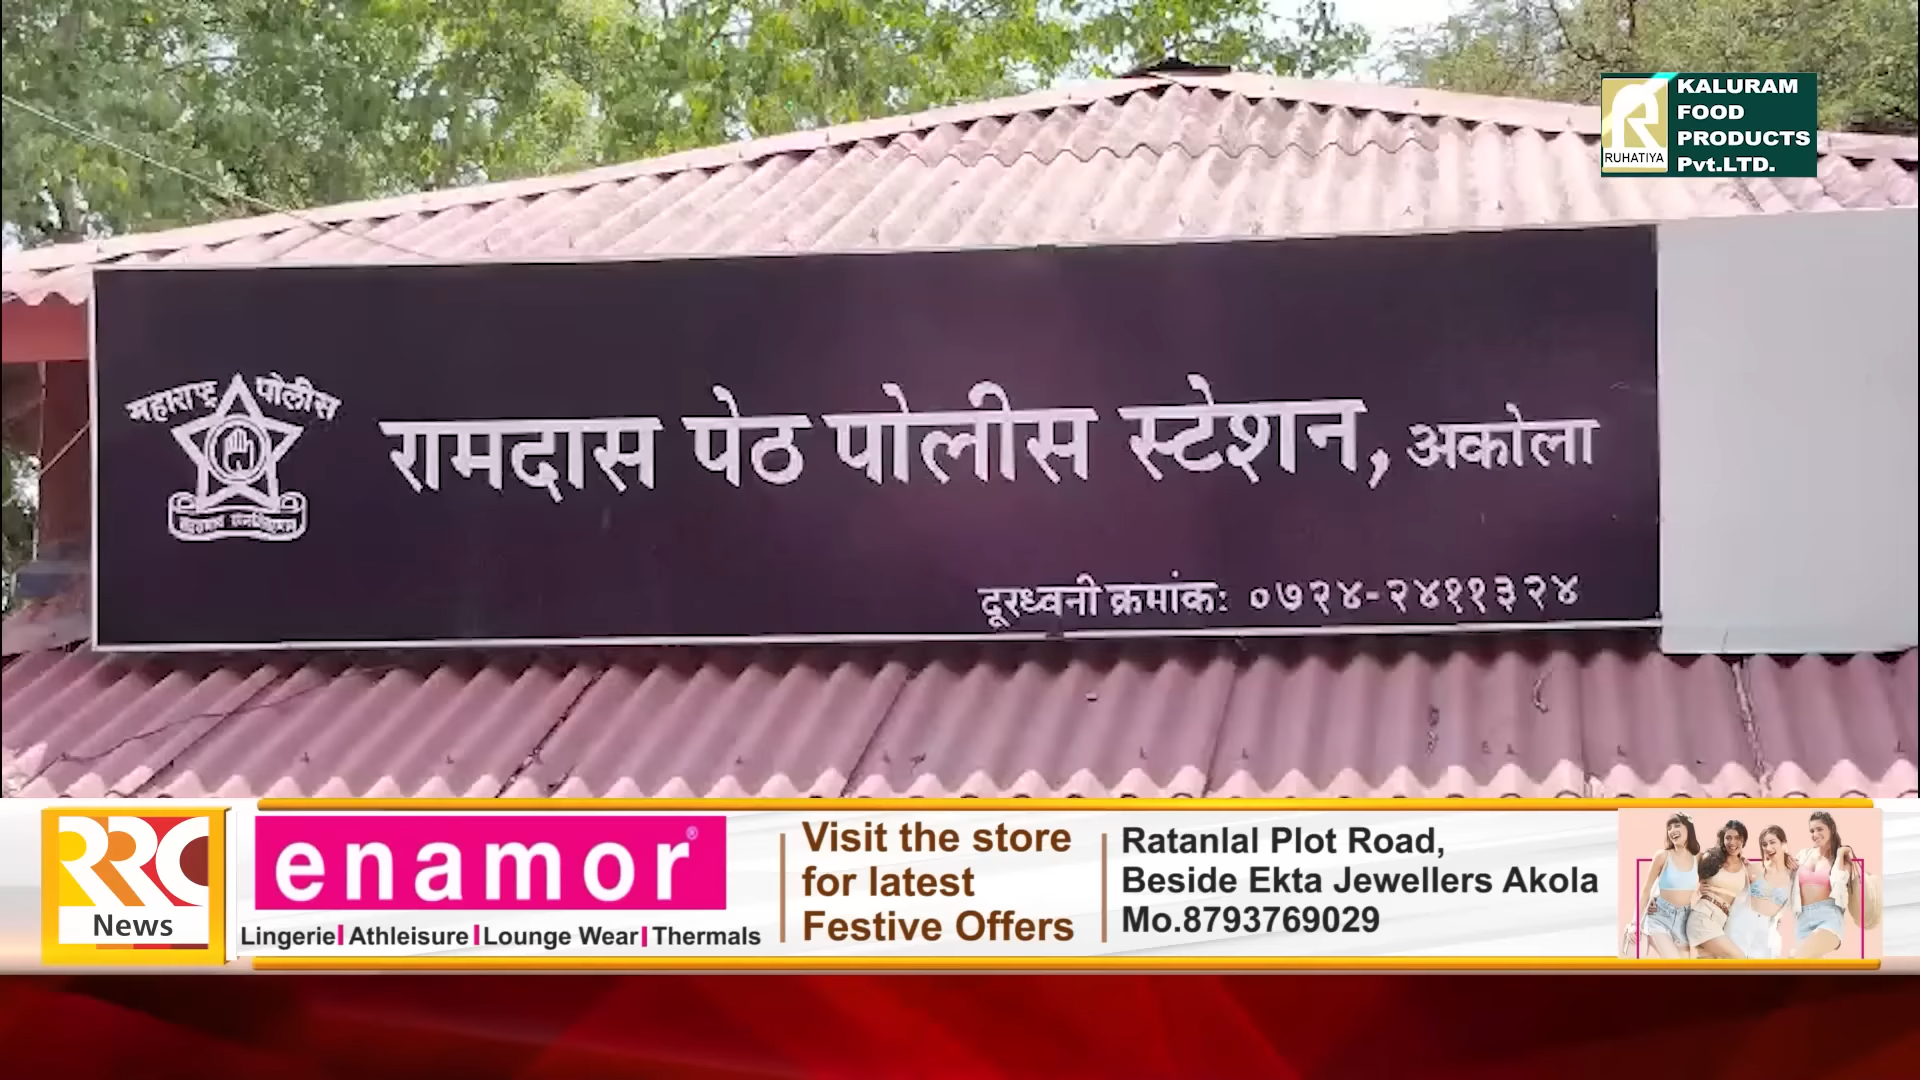 KALURAM
FOOD
PRODUCTS
Pvt.LTD.
RUHATIYA
महाराष्ट्र पोलीस
रामदास पेठ पोलीस स्टेशन, अकोला
दूरध्वनी क्रमांक: ०७२४-२४११३२४
RRC
News
enamor®
Lingerie|Athleisure|Lounge Wear|Thermals
Visit the store
for latest
Festive Offers
Ratanlal Plot Road,
Beside Ekta Jewellers Akola
Mo.8793769029